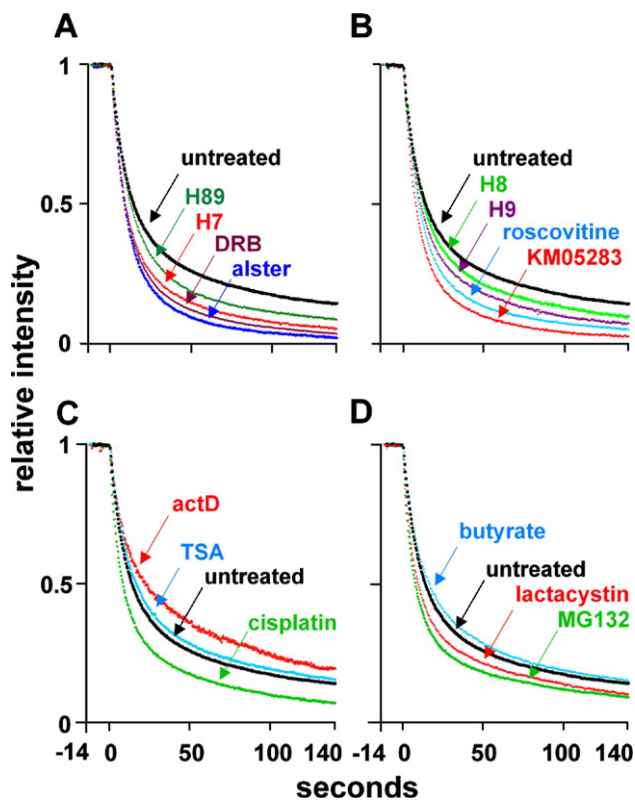 A
1
untreated
H89
H7
DRB
alster
0.5
0
B
untreated
H8
H9
roscovitine
KM05283
relative intensity
C
1
actD
TSA
untreated
cisplatin
0.5
0
D
butyrate
untreated
lactacystin
MG132
-14 0 50 100 140
-14 0 50 100 140
seconds